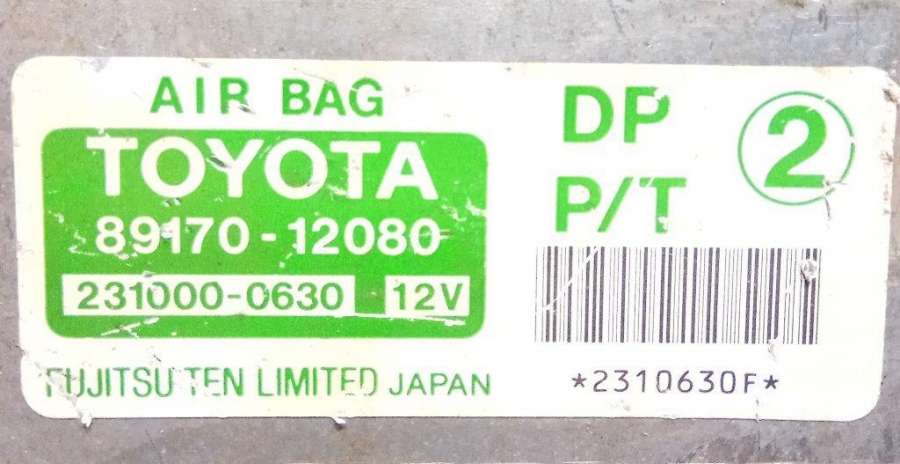 AIR BAG
TOYOTA
89170-12080
231000-0630 12V
FUJITSU TEN LIMITED JAPAN
DP
P/T
2
*2310630F*